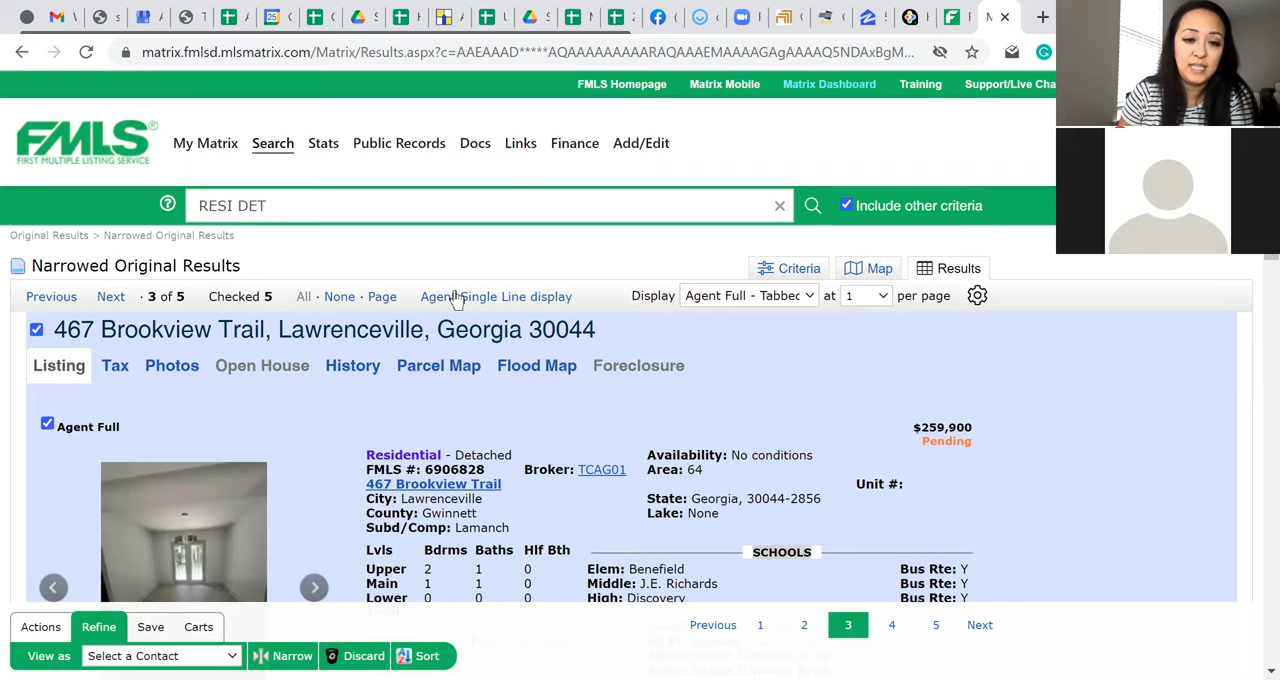 matrix.fmlsd.mlsmatrix.com/Matrix/Results.aspx?c=AAEAAAD*****AQAAAAAAAAARAQAAAEMAAAAGAgAAAAQ5NDAxBgM...
FMLS Homepage Matrix Mobile Matrix Dashboard Training Support/Live Cha
FMLS
FIRST MULTIPLE LISTING SERVICE
My Matrix Search Stats Public Records Docs Links Finance Add/Edit
RESI DET Include other criteria
Original Results > Narrowed Original Results
Narrowed Original Results Criteria Map Results
Previous Next · 3 of 5 Checked 5 All · None · Page Agent Single Line display Display Agent Full - Tabbed at 1 per page
467 Brookview Trail, Lawrenceville, Georgia 30044
Listing Tax Photos Open House History Parcel Map Flood Map Foreclosure
Agent Full $259,900
Pending
Residential - Detached Availability: No conditions
FMLS #: 6906828 Broker: TCAG01 Area: 64
467 Brookview Trail Unit #:
City: Lawrenceville State: Georgia, 30044-2856
County: Gwinnett Lake: None
Subd/Comp: Lamanch
Lvls Bdrms Baths Hlf Bth SCHOOLS
Upper 2 1 0 Elem: Benefield Bus Rte: Y
Main 1 1 0 Middle: J.E. Richards Bus Rte: Y
Lower 0 0 0 High: Discovery Bus Rte: Y
Actions Refine Save Carts Previous 1 2 3 4 5 Next
View as Select a Contact Narrow Discard Sort